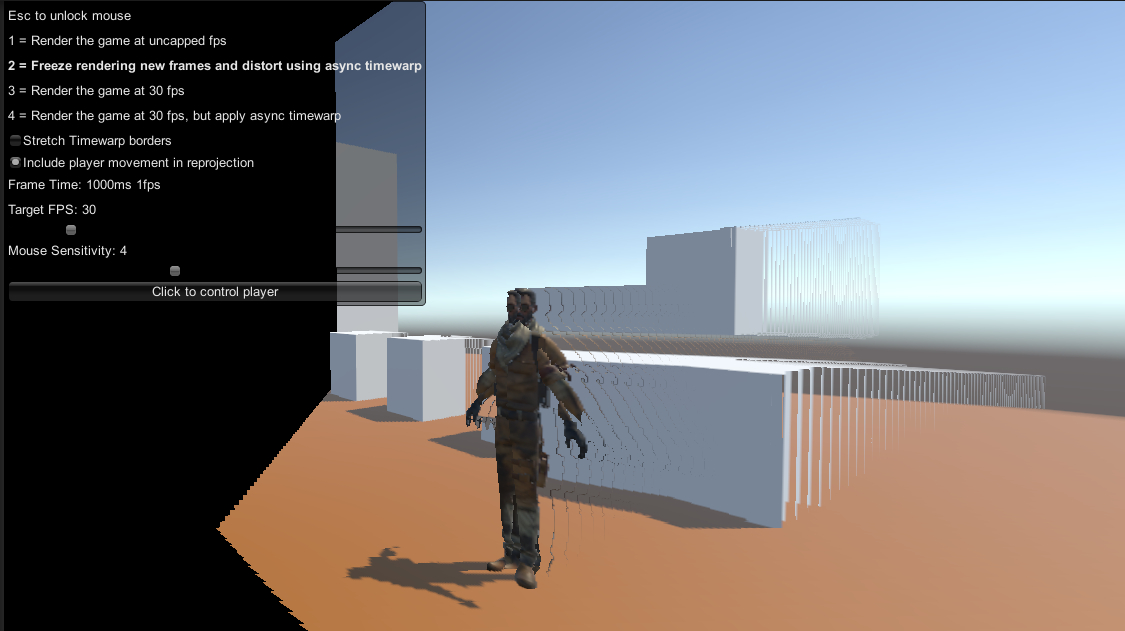 Esc to unlock mouse
1 = Render the game at uncapped fps
2 = Freeze rendering new frames and distort using async timewarp
3 = Render the game at 30 fps
4 = Render the game at 30 fps, but apply async timewarp
Stretch Timewarp borders
Include player movement in reprojection
Frame Time: 1000ms 1fps
Target FPS: 30
Mouse Sensitivity: 4
Click to control player